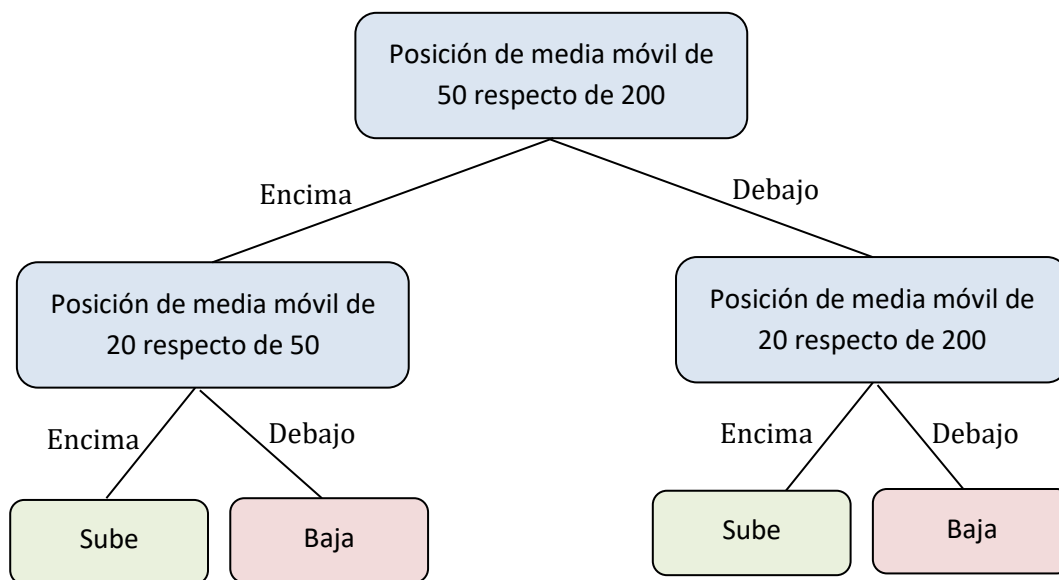 Posición de media móvil de
50 respecto de 200
Encima
Debajo
Posición de media móvil de
20 respecto de 50
Posición de media móvil de
20 respecto de 200
Encima
Debajo
Encima
Debajo
Sube
Baja
Sube
Baja